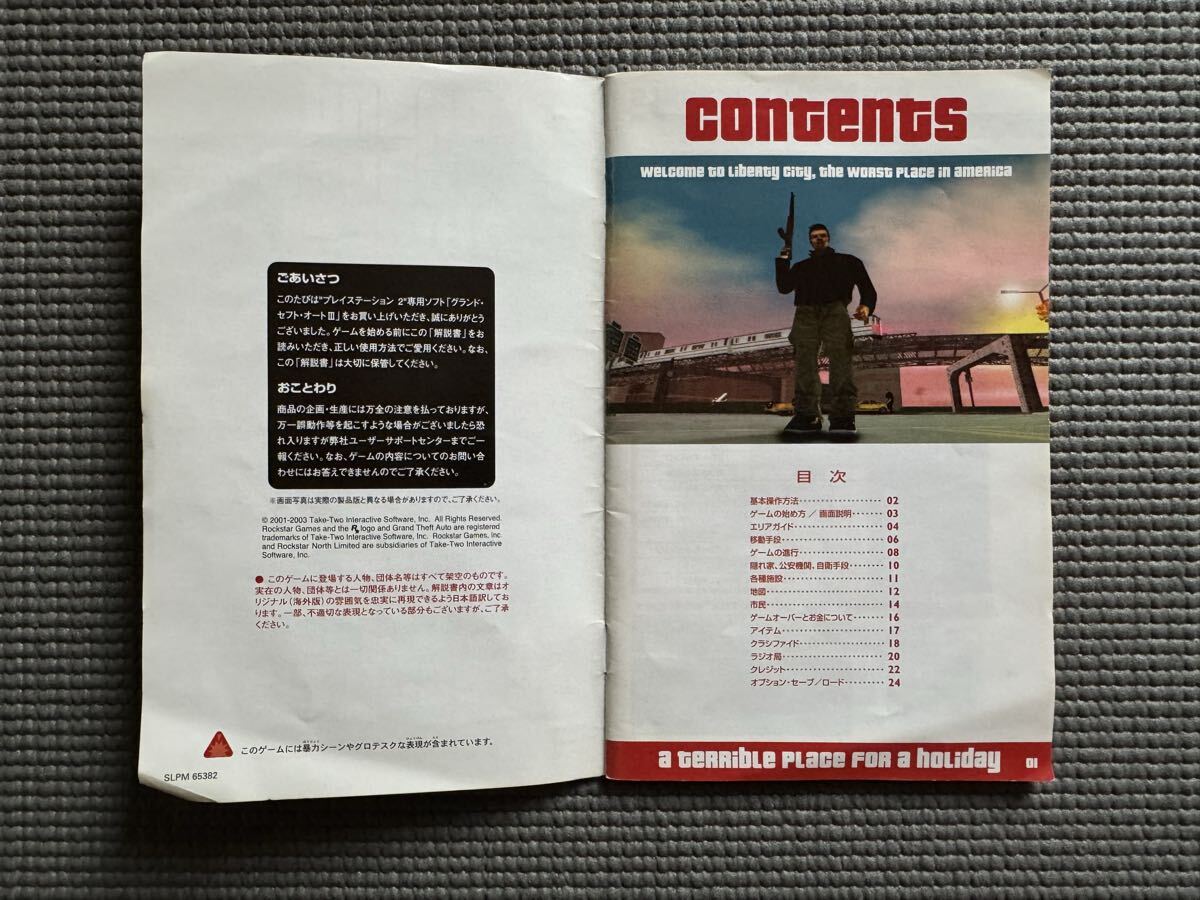 ごあいさつ
このたびは"プレイステーション 2"専用ソフト「グランド・
セフト・オートⅢ」をお買い上げいただき、誠にありがとう
ございました。ゲームを始める前にこの「解説書」をお
読みいただき、正しい使用方法でご愛用ください。なお、
この「解説書」は大切に保管してください。
おことわり
商品の企画・生産には万全の注意を払っておりますが、
万一誤動作等を起こすような場合がございましたら恐
れ入りますが弊社ユーザーサポートセンターまでご一
報ください。なお、ゲームの内容についてのお問い合
わせにはお答えできませんのでご了承ください。
※画面写真は実際の製品版と異なる場合がありますので、ご了承ください。
© 2001-2003 Take-Two Interactive Software, Inc. All Rights Reserved.
Rockstar Games and the R★ logo and Grand Theft Auto are registered
trademarks of Take-Two Interactive Software, Inc. Rockstar Games, Inc
and Rockstar North Limited are subsidiaries of Take-Two Interactive
Software, Inc.
● このゲームに登場する人物、団体名等はすべて架空のものです。
実在の人物、団体等とは一切関係ありません。解説書内の文章はオ
リジナル(海外版)の雰囲気を忠実に再現できるよう日本語訳してお
ります。一部、不適切な表現となっている部分もございますが、ご了承
ください。
このゲームには暴力シーンやグロテスクな表現が含まれています。
SLPM 65382
contents
welcome to liberty city, the worst place in america
目 次
基本操作方法・・・・・・・・・・・・・・・・ 02
ゲームの始め方 / 画面説明・・・・・・ 03
エリアガイド・・・・・・・・・・・・・・・・・ 04
移動手段・・・・・・・・・・・・・・・・・・・ 06
ゲームの進行・・・・・・・・・・・・・・・・ 08
隠れ家、公安機関、自衛手段・・・・・・ 10
各種施設・・・・・・・・・・・・・・・・・・・ 11
地図・・・・・・・・・・・・・・・・・・・・・・ 12
市民・・・・・・・・・・・・・・・・・・・・・・ 14
ゲームオーバーとお金について・・・・・ 16
アイテム・・・・・・・・・・・・・・・・・・・ 17
クラシファイド・・・・・・・・・・・・・・・ 18
ラジオ局・・・・・・・・・・・・・・・・・・・ 20
クレジット・・・・・・・・・・・・・・・・・・ 22
オプション・セーブ/ロード・・・・・・・・ 24
a terrible place for a holiday
01